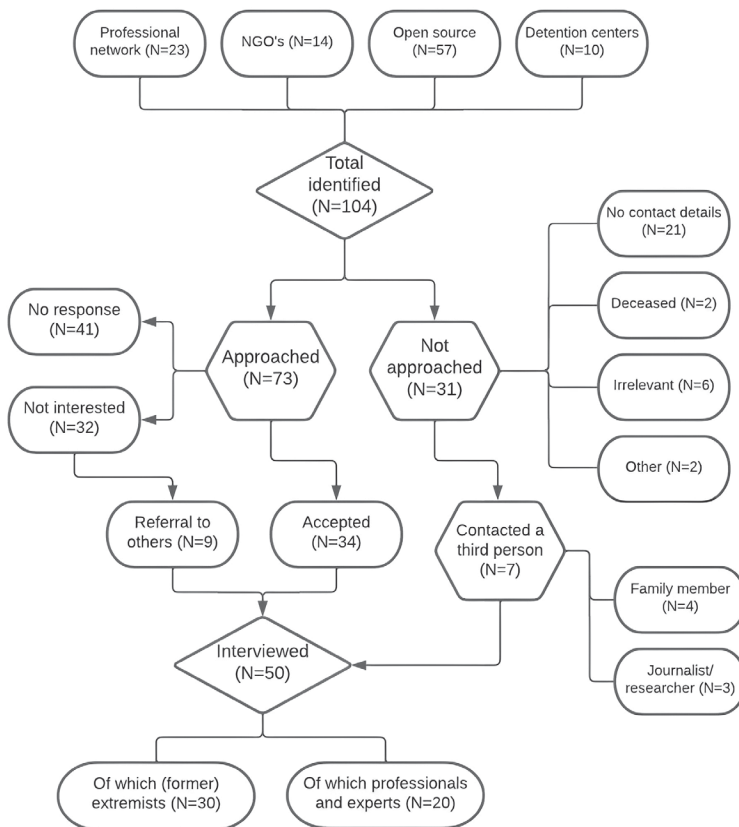 Professional
network (N=23)
NGO's (N=14)
Open source
(N=57)
Detention centers
(N=10)
Total
identified
(N=104)
No contact details
(N=21)
Deceased (N=2)
Irrelevant (N=6)
Other (N=2)
No response
(N=41)
Approached
(N=73)
Not
approached
(N=31)
Not interested
(N=32)
Referral to
others (N=9)
Accepted
(N=34)
Contacted a
third person
(N=7)
Family member
(N=4)
Journalist/
researcher (N=3)
Interviewed
(N=50)
Of which (former)
extremists (N=30)
Of which professionals
and experts (N=20)